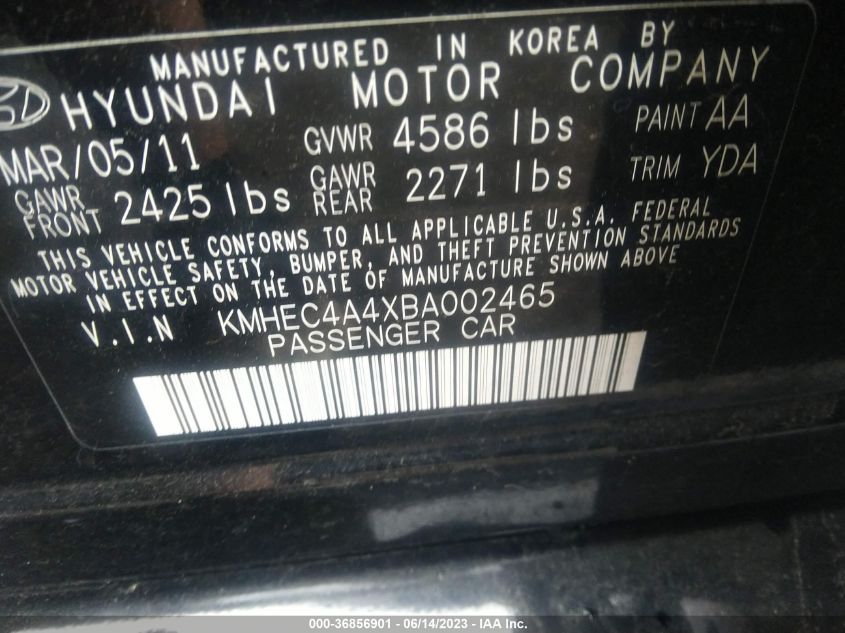 MANUFACTURED IN KOREA BY
HYUNDAI MOTOR COMPANY
MAR/05/11 GVWR 4586 lbs PAINT AA
GAWR FRONT 2425 lbs GAWR REAR 2271 lbs TRIM YDA
THIS VEHICLE CONFORMS TO ALL APPLICABLE U.S.A. FEDERAL
MOTOR VEHICLE SAFETY, BUMPER, AND THEFT PREVENTION STANDARDS
IN EFFECT ON THE DATE OF MANUFACTURE SHOWN ABOVE
V.I.N KMHEC4A4XBA002465
PASSENGER CAR
000-36856901 - 06/14/2023 - IAA Inc.